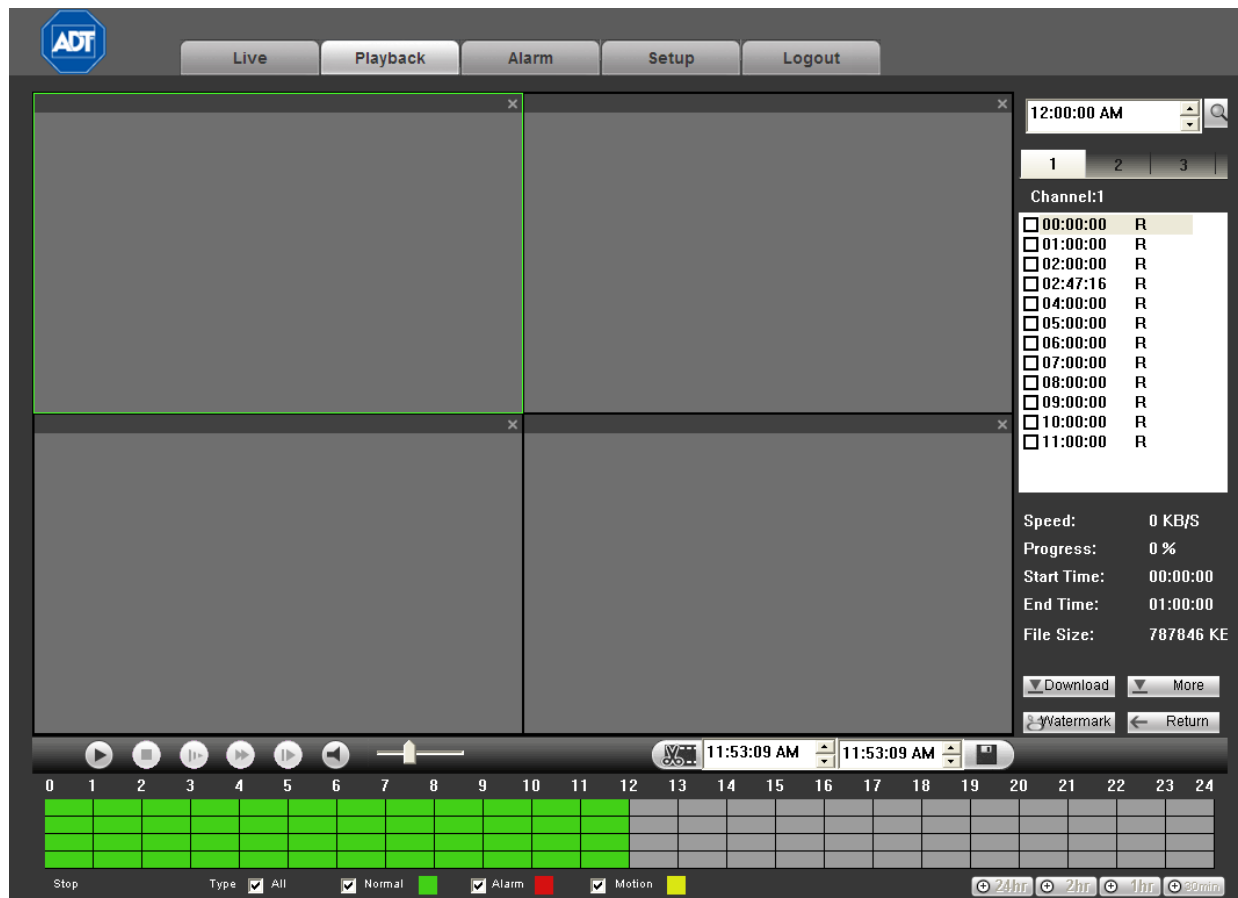 ADT
Live Playback Alarm Setup Logout
12:00:00 AM
1 2 3
Channel:1
00:00:00 R
01:00:00 R
02:00:00 R
02:47:16 R
04:00:00 R
05:00:00 R
06:00:00 R
07:00:00 R
08:00:00 R
09:00:00 R
10:00:00 R
11:00:00 R
Speed: 0 KB/S
Progress: 0 %
Start Time: 00:00:00
End Time: 01:00:00
File Size: 787846 KE
Download More
Watermark Return
11:53:09 AM 11:53:09 AM
0 1 2 3 4 5 6 7 8 9 10 11 12 13 14 15 16 17 18 19 20 21 22 23 24
Stop Type All Normal Alarm Motion 24hr 2hr 1hr 30min